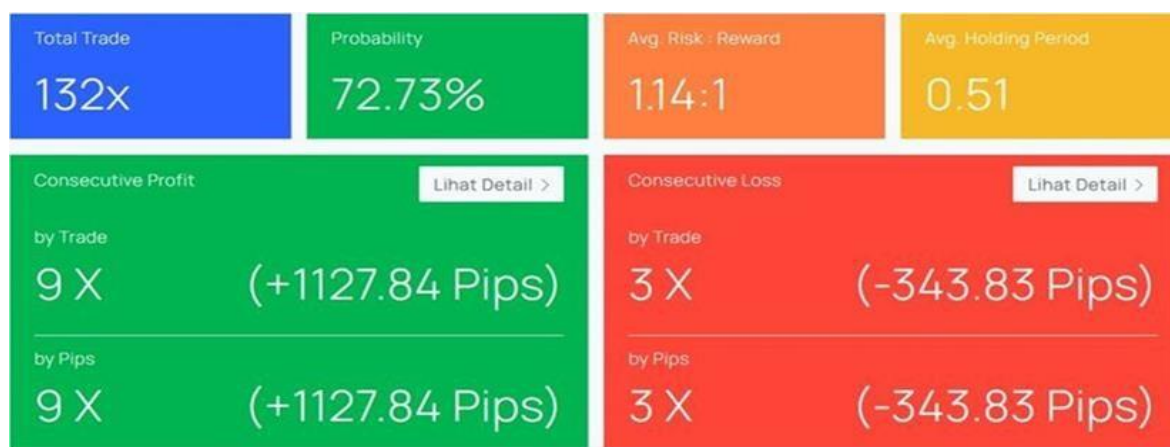 Total Trade
132x
Probability
72.73%
Avg. Risk : Reward
1.14:1
Avg. Holding Period
0.51
Consecutive Profit
Lihat Detail >
by Trade
9 X (+1127.84 Pips)
by Pips
9 X (+1127.84 Pips)
Consecutive Loss
Lihat Detail >
by Trade
3 X (-343.83 Pips)
by Pips
3 X (-343.83 Pips)